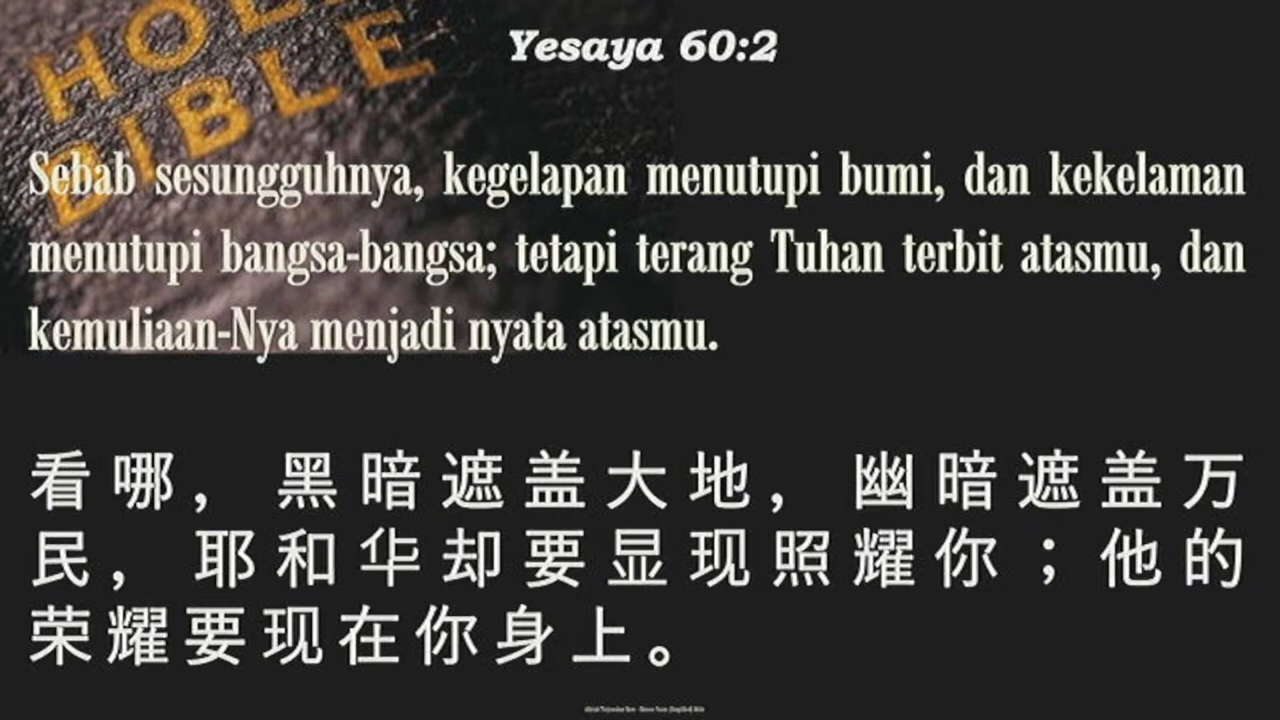 HOLY
BIBLE
Yesaya 60:2
Sebab sesungguhnya, kegelapan menutupi bumi, dan kekelaman
menutupi bangsa-bangsa; tetapi terang Tuhan terbit atasmu, dan
kemuliaan-Nya menjadi nyata atasmu.
看哪，黑暗遮盖大地，幽暗遮盖万
民，耶和华却要显现照耀你；他的
荣耀要现在你身上。